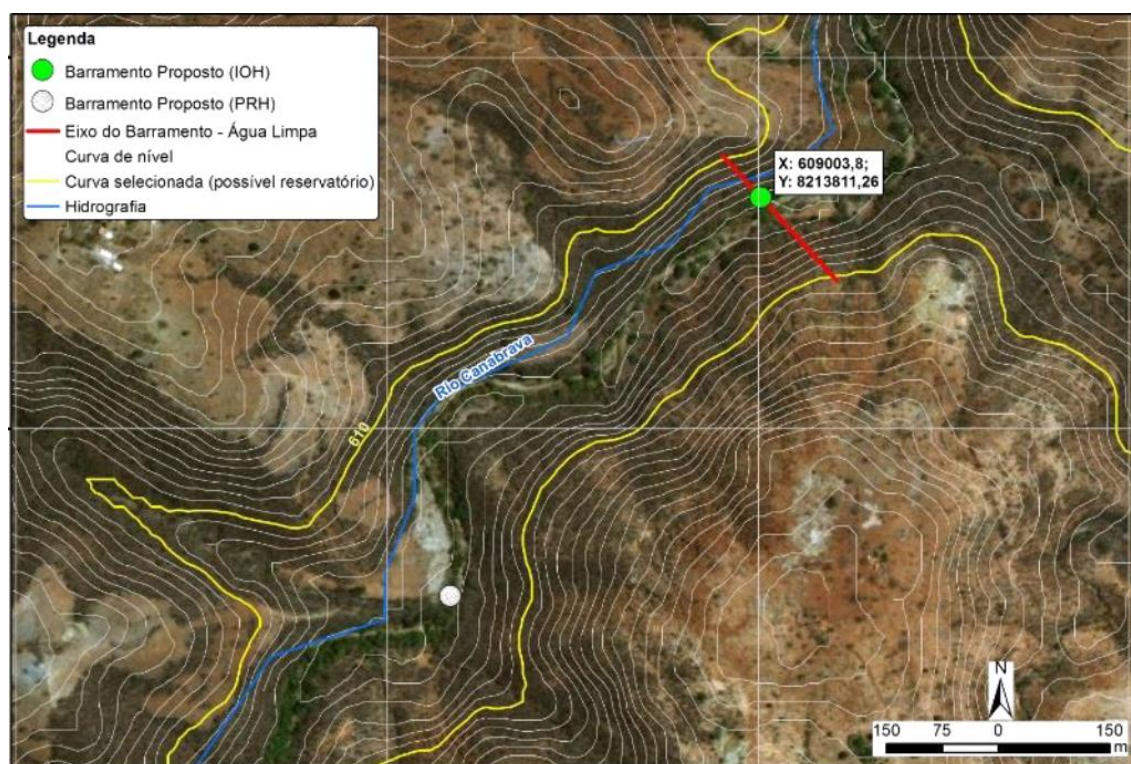 Legenda
Barramento Proposto (IOH)
Barramento Proposto (PRH)
Eixo do Barramento - Água Limpa
Curva de nível
Curva selecionada (possível reservatório)
Hidrografia
X: 609003,8;
Y: 8213811,26
Rio Canabrava
610
N
150 75 0 150
m